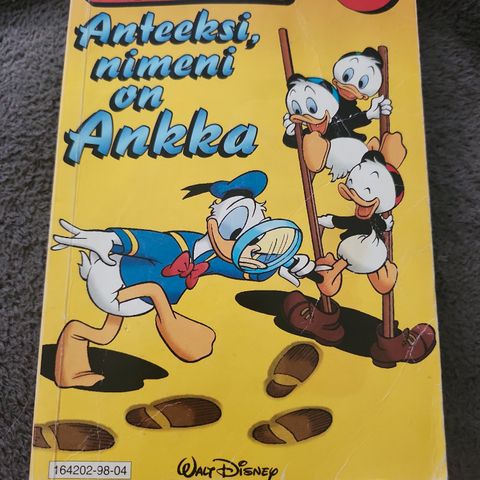 Anteeksi,
nimeni
on
Ankka
164202-98-04
WALT DISNEY